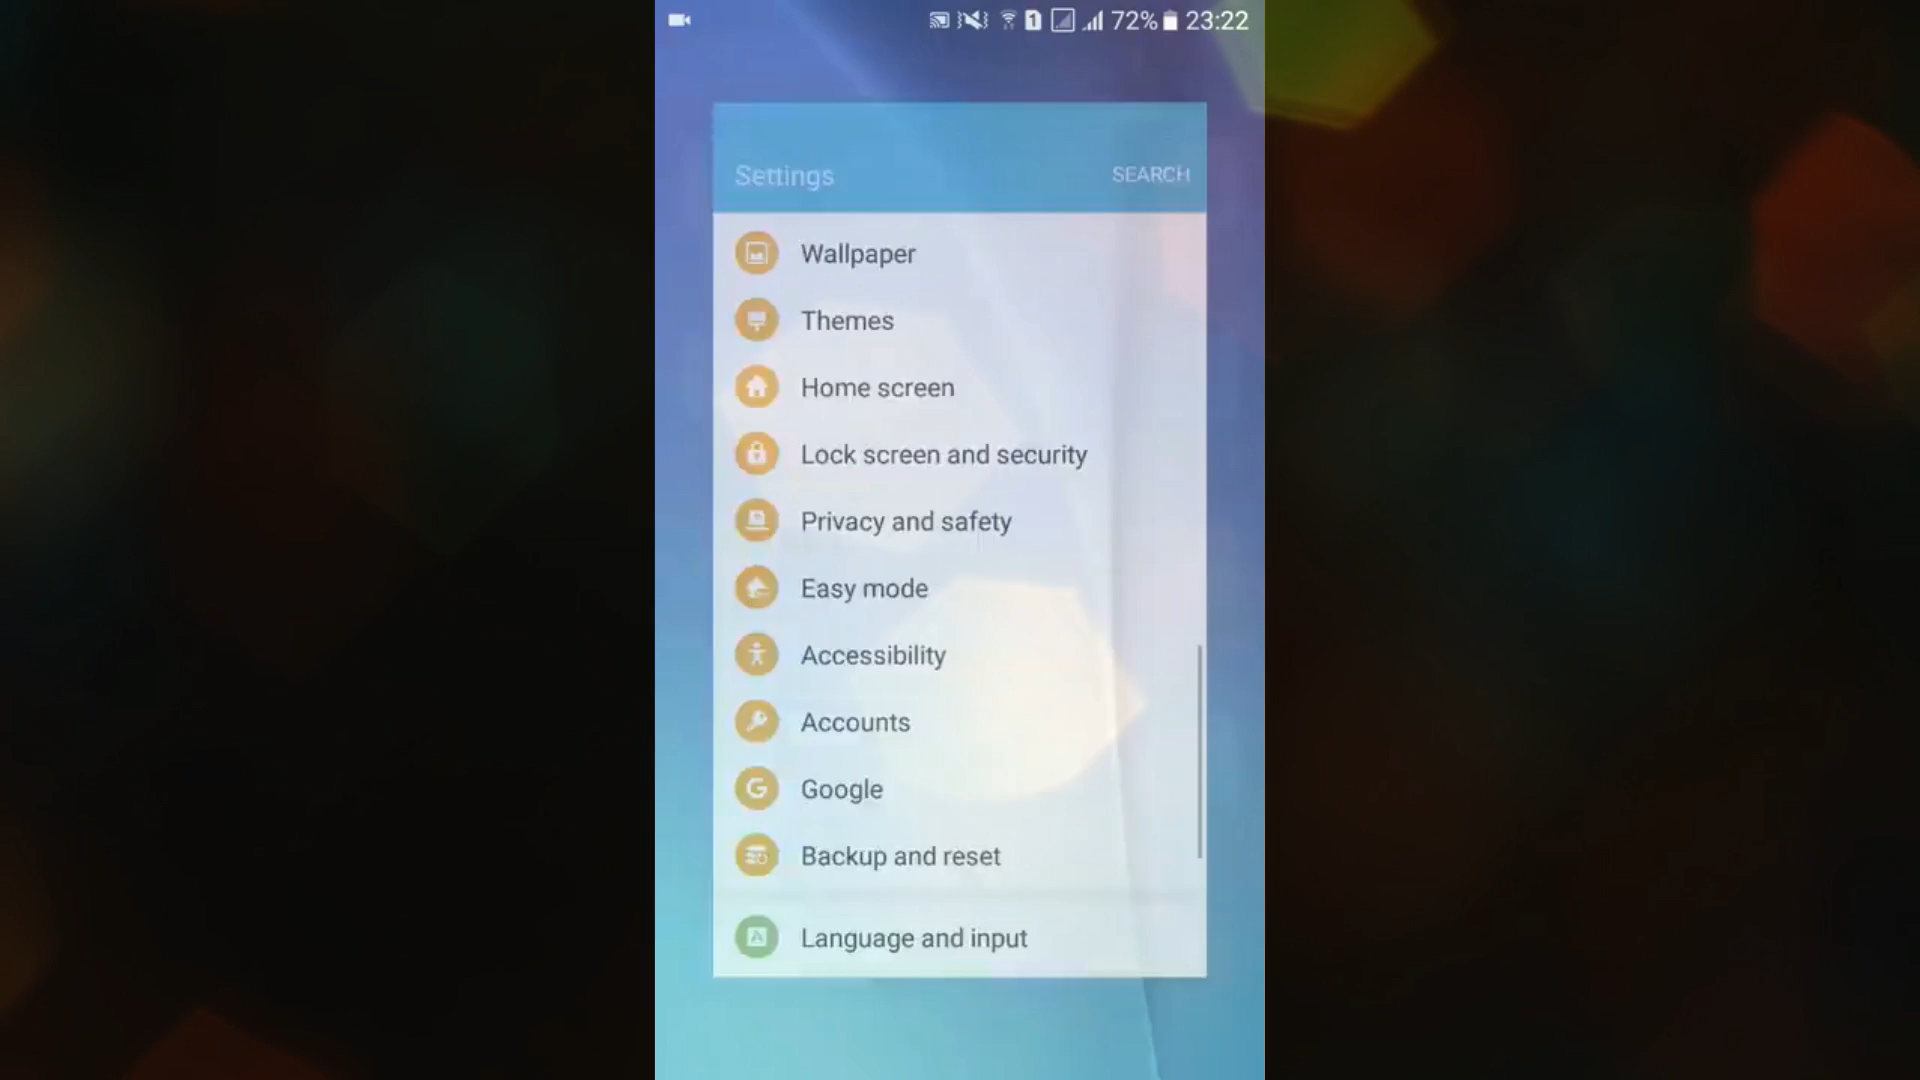 1 72% 23:22
Settings SEARCH
Wallpaper
Themes
Home screen
Lock screen and security
Privacy and safety
Easy mode
Accessibility
Accounts
Google
Backup and reset
Language and input